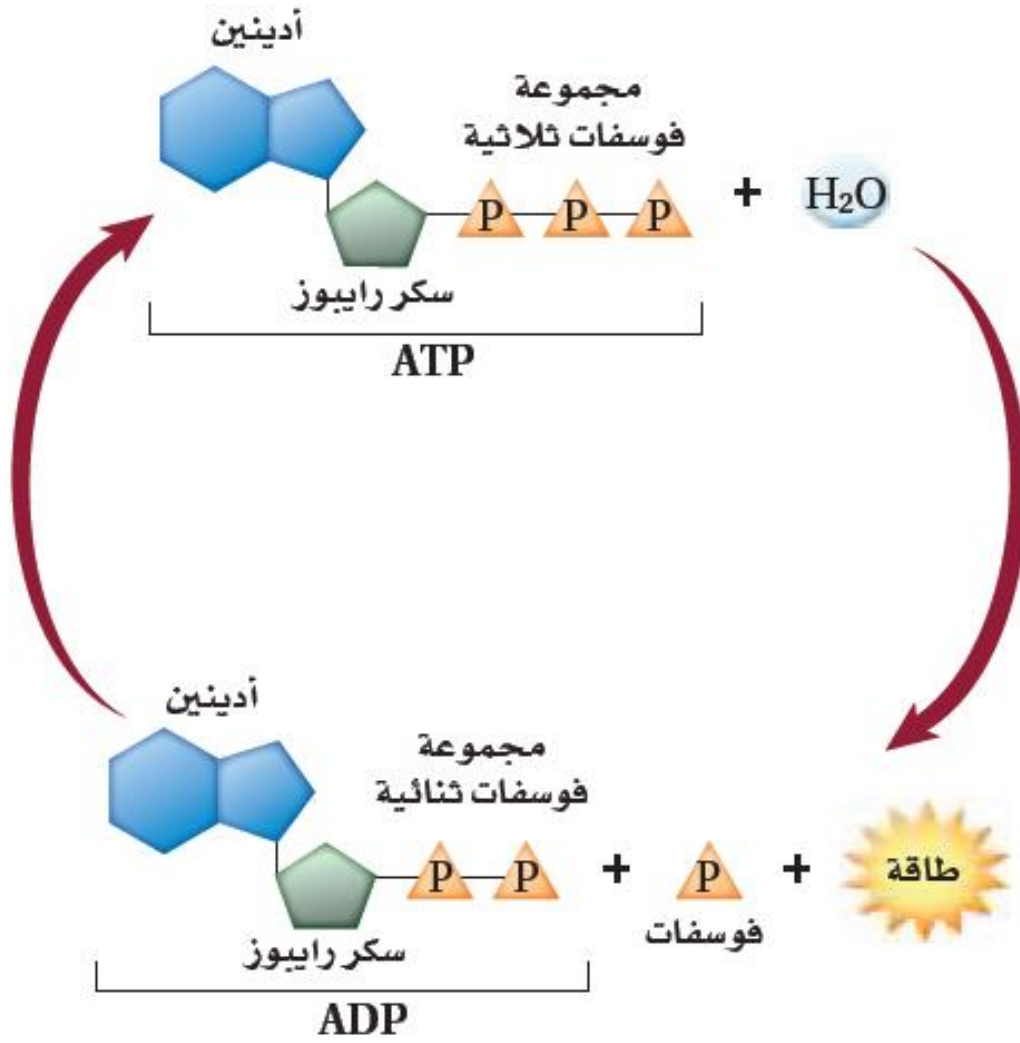 أدينين
مجموعة
فوسفات ثلاثية
P P P + H₂O
سكر رايبوز
ATP
أدينين
مجموعة
فوسفات ثنائية
P P + P + طاقة
فوسفات
سكر رايبوز
ADP